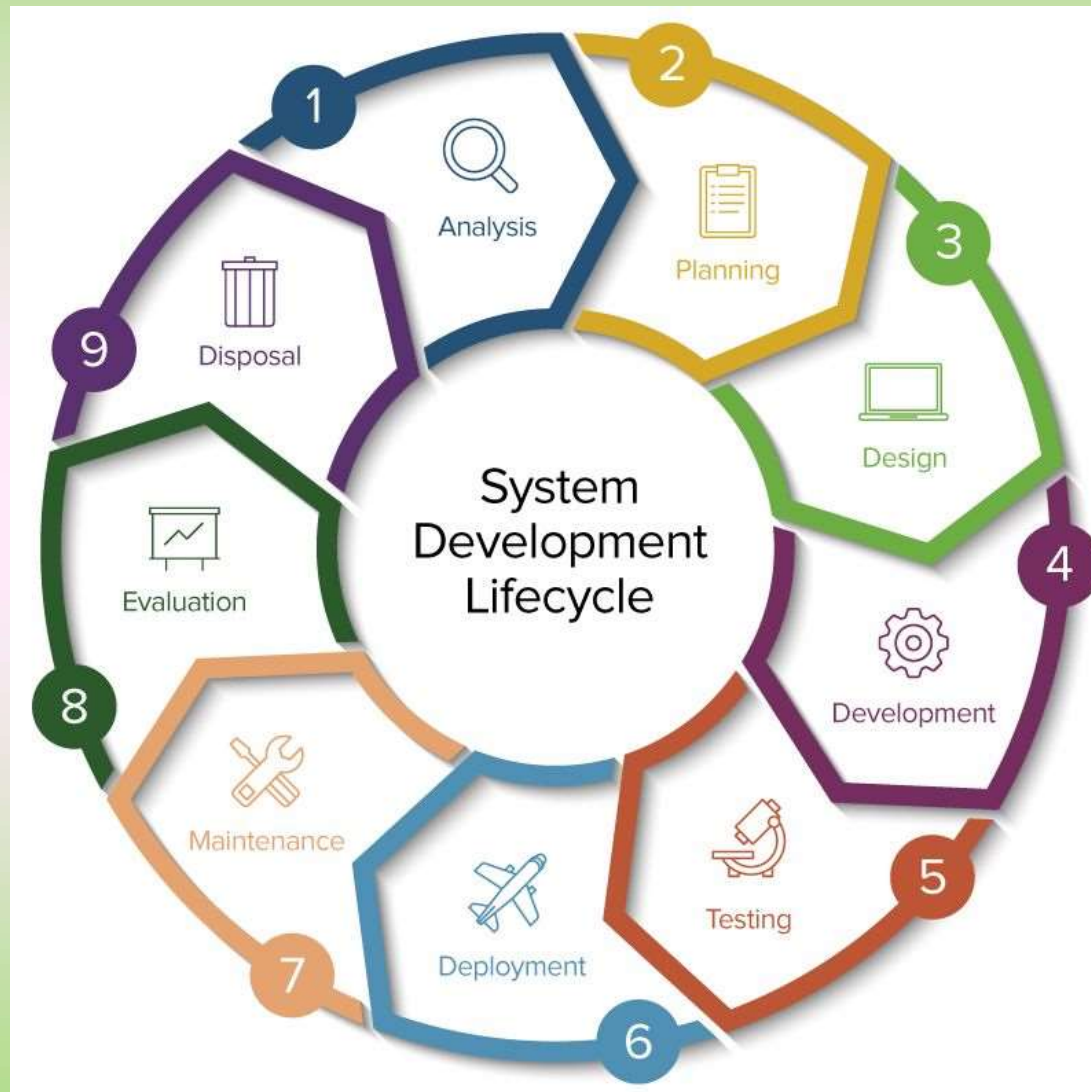 System
Development
Lifecycle
1
Analysis
2
Planning
3
Design
4
Development
5
Testing
6
Deployment
7
Maintenance
8
Evaluation
9
Disposal